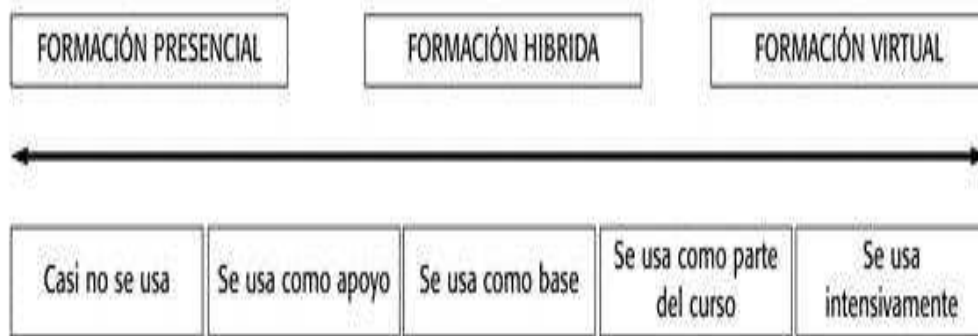 FORMACIÓN PRESENCIAL
FORMACIÓN HIBRIDA
FORMACIÓN VIRTUAL
Casi no se usa
Se usa como apoyo
Se usa como base
Se usa como parte
del curso
Se usa
intensivamente